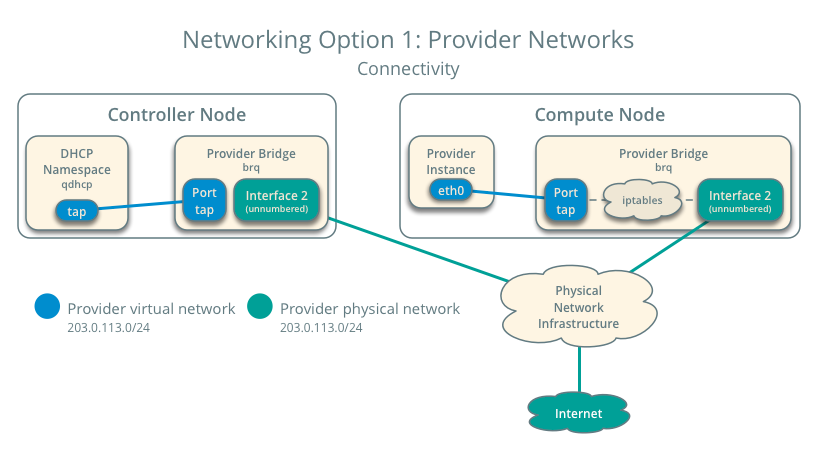 Networking Option 1: Provider Networks
Connectivity
Controller Node
DHCP
Namespace
qdhcp
tap
Provider Bridge
brq
Port
tap
Interface 2
(unnumbered)
Compute Node
Provider
Instance
eth0
Provider Bridge
brq
Port
tap
iptables
Interface 2
(unnumbered)
Provider virtual network
203.0.113.0/24
Provider physical network
203.0.113.0/24
Physical
Network
Infrastructure
Internet